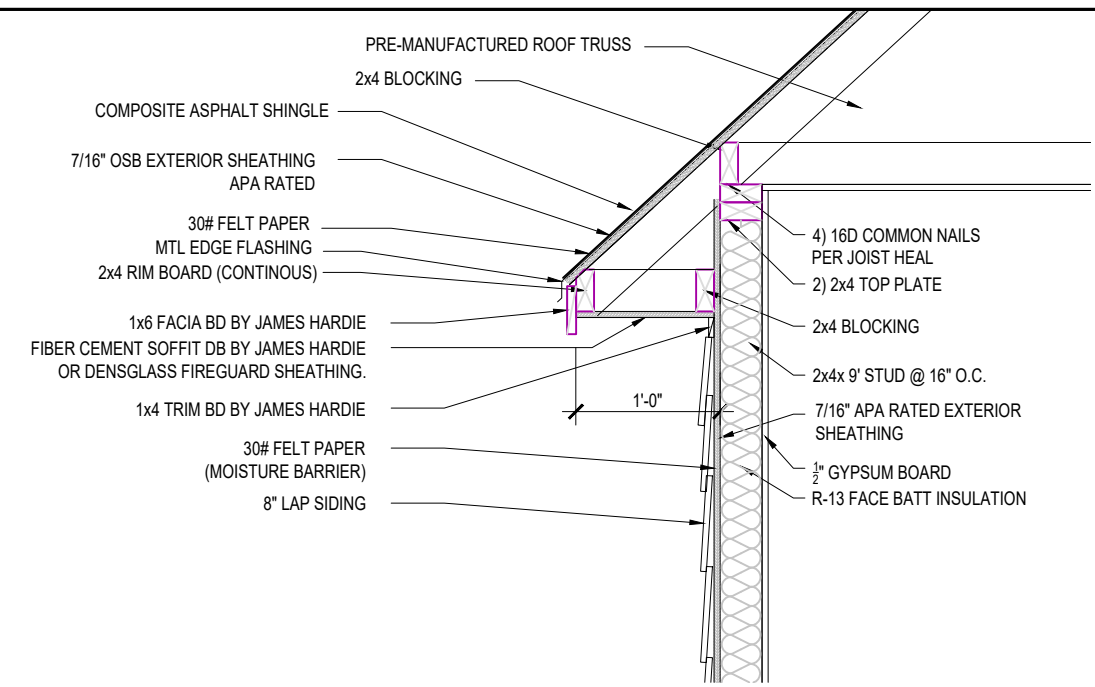 PRE-MANUFACTURED ROOF TRUSS
2x4 BLOCKING
COMPOSITE ASPHALT SHINGLE
7/16" OSB EXTERIOR SHEATHING
APA RATED
30# FELT PAPER
MTL EDGE FLASHING
2x4 RIM BOARD (CONTINOUS)
1x6 FACIA BD BY JAMES HARDIE
FIBER CEMENT SOFFIT DB BY JAMES HARDIE
OR DENSGLASS FIREGUARD SHEATHING.
1x4 TRIM BD BY JAMES HARDIE
30# FELT PAPER
(MOISTURE BARRIER)
8" LAP SIDING
1'-0"
4) 16D COMMON NAILS
PER JOIST HEAL
2) 2x4 TOP PLATE
2x4 BLOCKING
2x4x 9' STUD @ 16" O.C.
7/16" APA RATED EXTERIOR
SHEATHING
1/2" GYPSUM BOARD
R-13 FACE BATT INSULATION